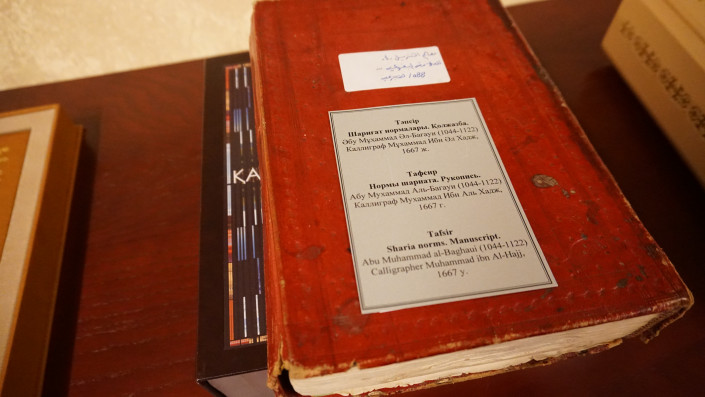 Тәпсір
Шариғат нормалары. Қолжазба.
Әбу Мұхаммад Әл-Бағауи (1044-1122)
Каллиграф Мұхаммад Ибн Әл Хадж,
1667 ж.
Тафсир
Нормы шариата. Рукопись.
Абу Мухаммад Аль-Багауи (1044-1122)
Каллиграф Мухаммад Ибн Аль Хадж,
1667 г.
Tafsir
Sharia norms. Manuscript.
Abu Muhammad al-Baghaui (1044-1122)
Calligrapher Muhammad ibn Al-Hajj,
1667 y.
КА